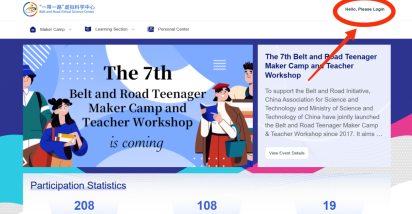 "一带一路"虚拟科学中心
Belt and Road Virtual Science Center
Hello, Please Login
Maker Camp
Learning Section
Personal Center
The 7th
Belt and Road Teenager
Maker Camp and
Teacher Workshop
is coming
The 7th Belt and Road Teenager
Maker Camp and Teacher
Workshop
To support the Belt and Road Initiative,
China Association for Science and
Technology and Ministry of Science and
Technology of China have jointly launched
the Belt and Road Teenager Maker Camp
& Teacher Workshop since 2017. It aims ...
View Event Details
Participation Statistics
208
108
19